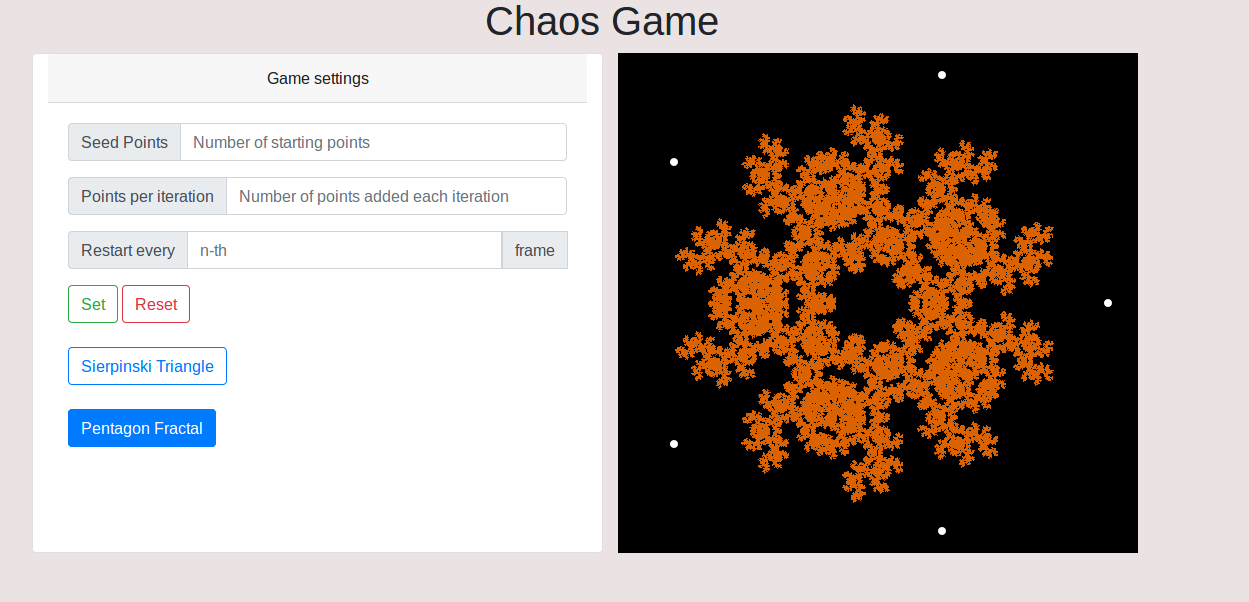 Chaos Game
Game settings
Seed Points Number of starting points
Points per iteration Number of points added each iteration
Restart every n-th frame
Set Reset
Sierpinski Triangle
Pentagon Fractal